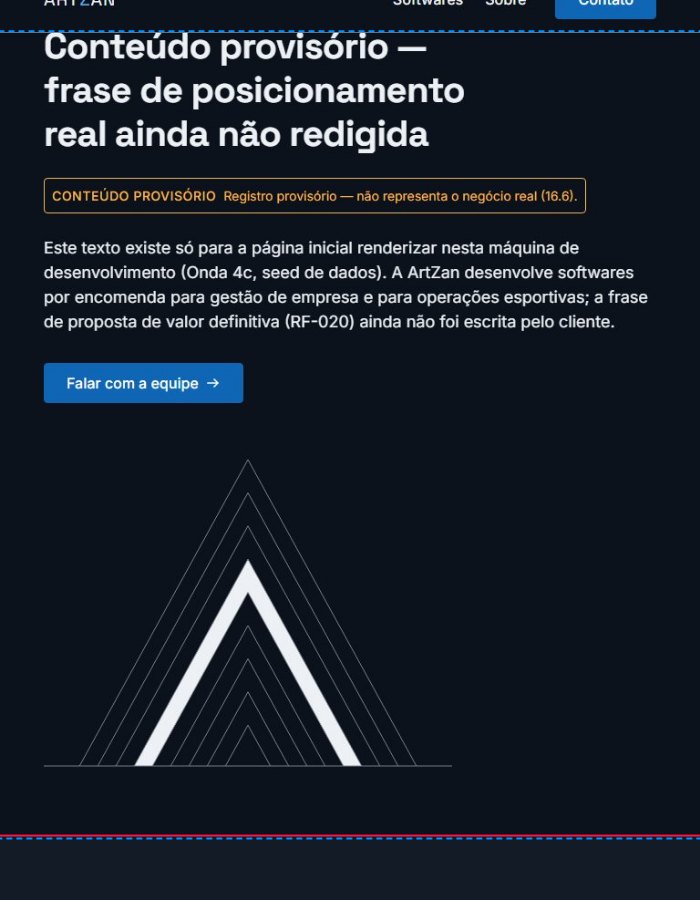 ARTZAN
Softwares Sobre Contato
Conteúdo provisório —
frase de posicionamento
real ainda não redigida
CONTEÚDO PROVISÓRIO Registro provisório — não representa o negócio real (16.6).
Este texto existe só para a página inicial renderizar nesta máquina de
desenvolvimento (Onda 4c, seed de dados). A ArtZan desenvolve softwares
por encomenda para gestão de empresa e para operações esportivas; a frase
de proposta de valor definitiva (RF-020) ainda não foi escrita pelo cliente.
Falar com a equipe →